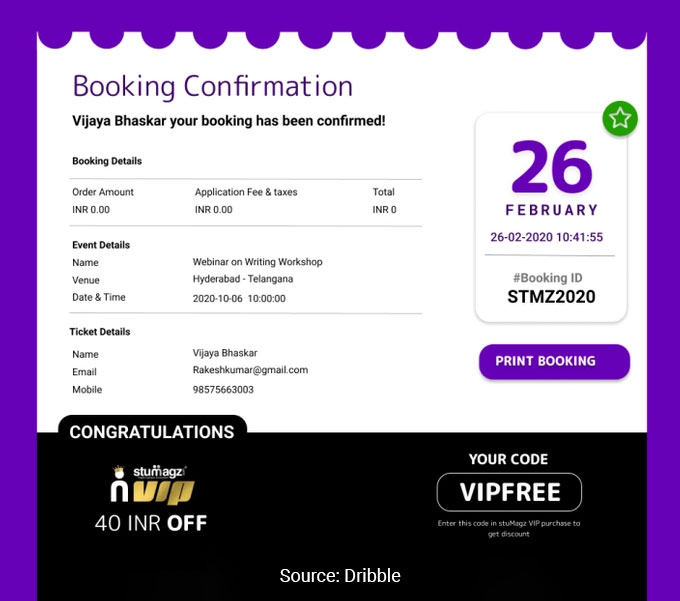 Booking Confirmation
Vijaya Bhaskar your booking has been confirmed!
Booking Details
Order Amount Application Fee & taxes Total
INR 0.00 INR 0.00 INR 0
Event Details
Name Webinar on Writing Workshop
Venue Hyderabad - Telangana
Date & Time 2020-10-06 10:00:00
Ticket Details
Name Vijaya Bhaskar
Email Rakeshkumar@gmail.com
Mobile 98575663003
26
FEBRUARY
26-02-2020 10:41:55
#Booking ID
STMZ2020
PRINT BOOKING
CONGRATULATIONS
stuMagz
vip
40 INR OFF
YOUR CODE
VIPFREE
Enter this code in stuMagz VIP purchase to
get discount
Source: Dribble